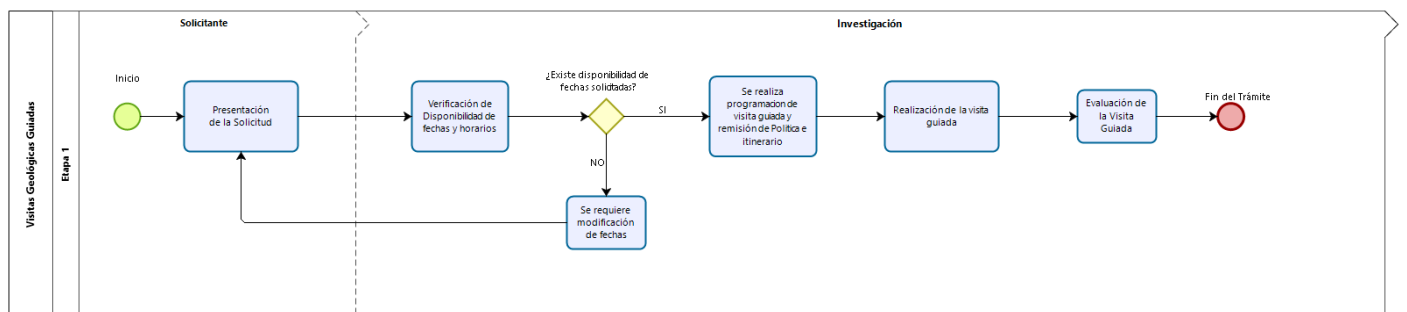 Solicitante
Investigación
Visitas Geológicas Guiadas
Etapa 1
Inicio
Presentación
de la Solicitud
Verificación de
Disponibilidad de
fechas y horarios
¿Existe disponibilidad de
fechas solicitadas?
SI
NO
Se requiere
modificación
de fechas
Se realiza
programacion de
visita guiada y
remisión de Politica e
itinerario
Realización de la visita
guiada
Evaluación de
la Visita
Guiada
Fin del Trámite